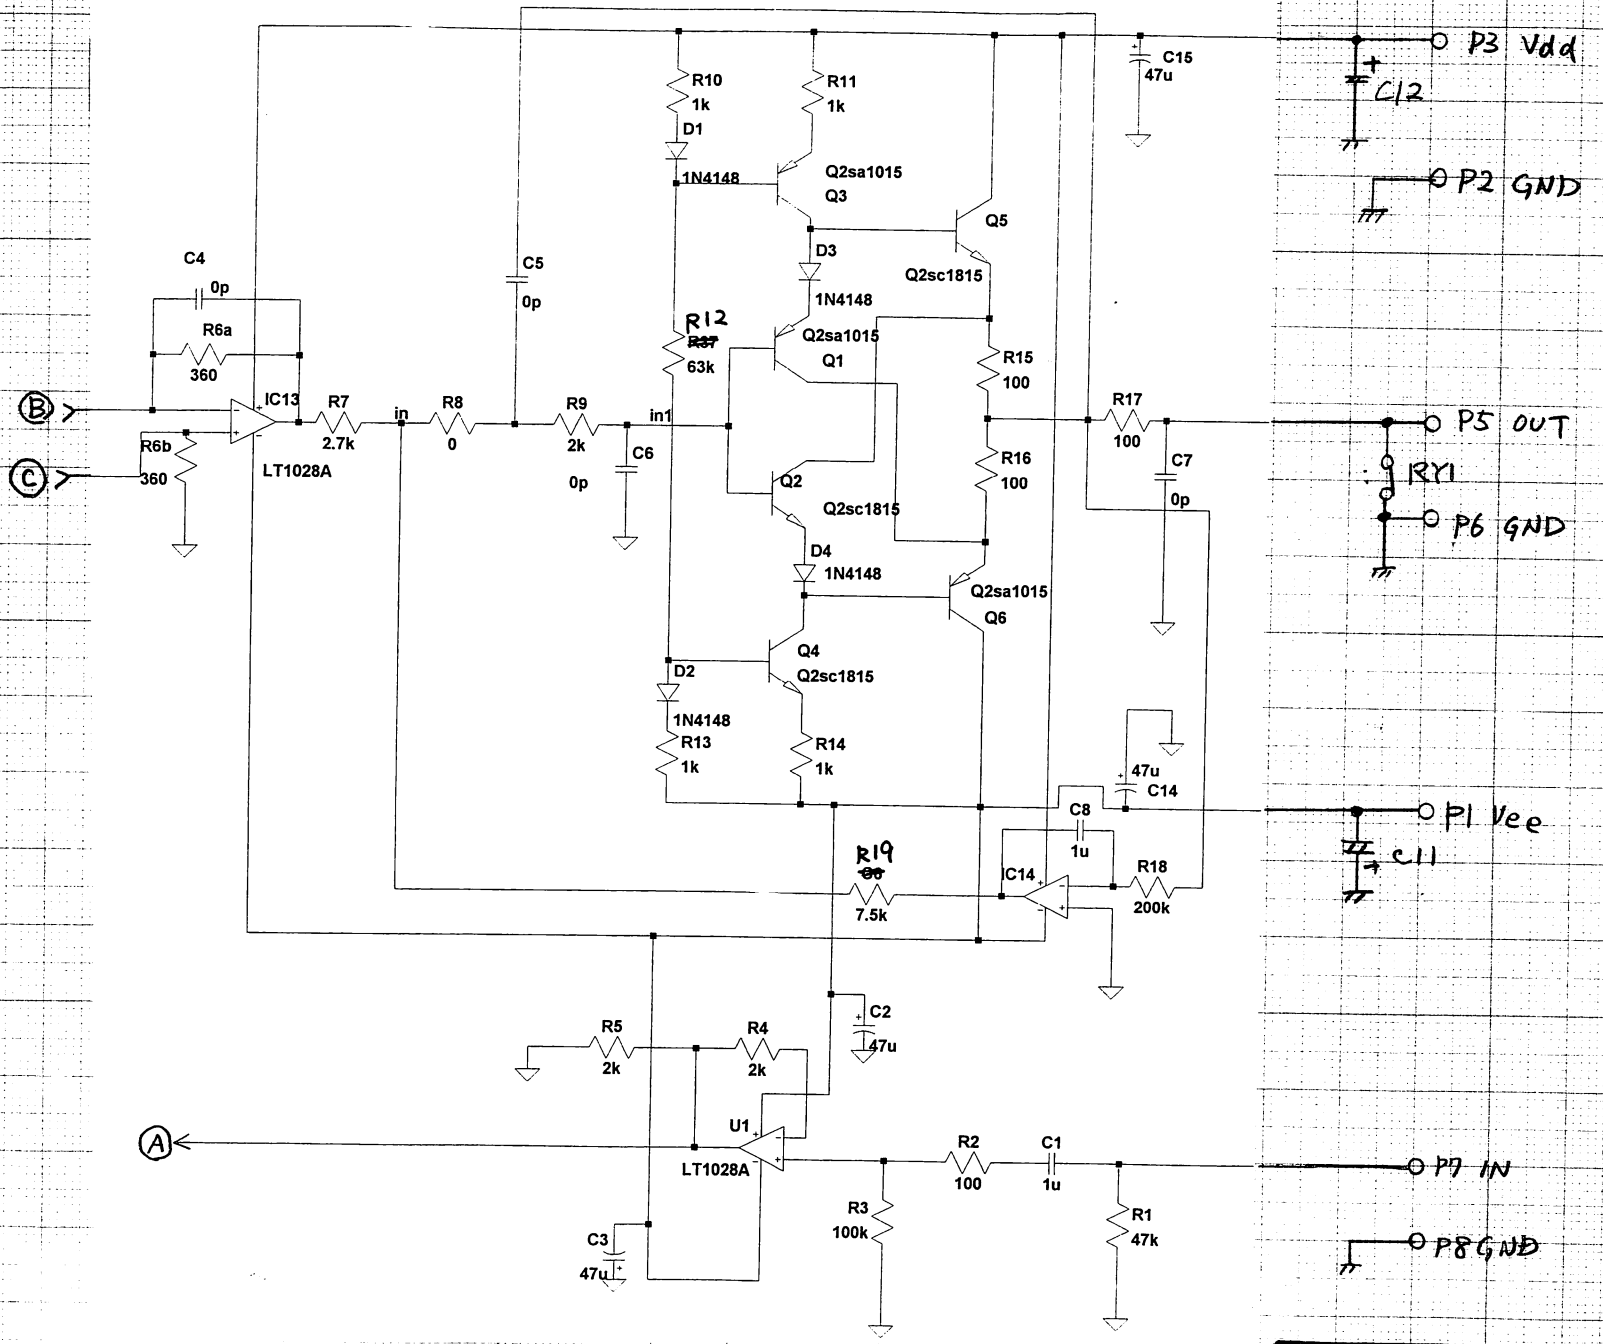 P3 Vdd
C15
47u
+
C12
R10
1k
R11
1k
D1
1N4148
Q2sa1015
Q3
P2 GND
Q5
D3
Q2sc1815
C4
0p
C5
0p
1N4148
R6a
360
R12
R37
63k
Q2sa1015
Q1
R15
100
B
IC13
R7
2.7k
in
R8
0
R9
2k
in1
R17
100
P5 OUT
R6b
360
LT1028A
C
C6
0p
Q2
Q2sc1815
R16
100
C7
0p
RY1
P6 GND
D4
1N4148
Q2sa1015
Q6
Q4
Q2sc1815
D2
1N4148
R13
1k
R14
1k
47u
C14
C8
1u
P1 Vee
C11
R19
7.5k
IC14
R18
200k
C2
47u
R5
2k
R4
2k
A
U1
LT1028A
R2
100
C1
1u
P7 IN
R3
100k
R1
47k
C3
47u
P8 GND